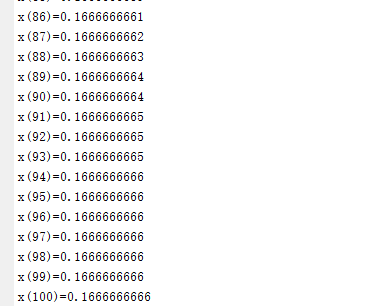 x(86)=0.1666666661
x(87)=0.1666666662
x(88)=0.1666666663
x(89)=0.1666666664
x(90)=0.1666666664
x(91)=0.1666666665
x(92)=0.1666666665
x(93)=0.1666666665
x(94)=0.1666666666
x(95)=0.1666666666
x(96)=0.1666666666
x(97)=0.1666666666
x(98)=0.1666666666
x(99)=0.1666666666
x(100)=0.1666666666